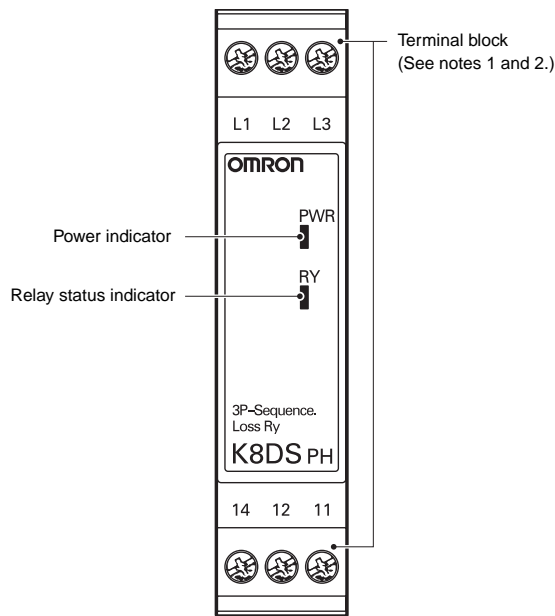 Terminal block
(See notes 1 and 2.)
L1 L2 L3
OMRON
PWR
Power indicator
RY
Relay status indicator
3P-Sequence.
Loss Ry
K8DS PH
14 12 11